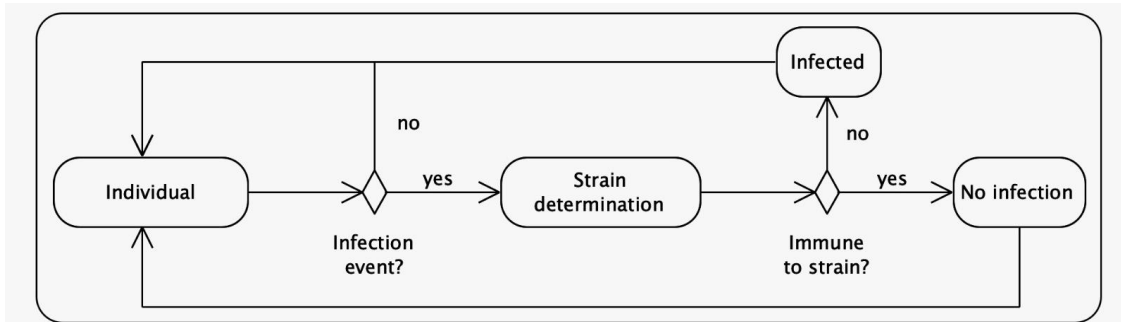 Infected
no
no
Individual
yes
Strain
determination
yes
No infection
Infection
event?
Immune
to strain?